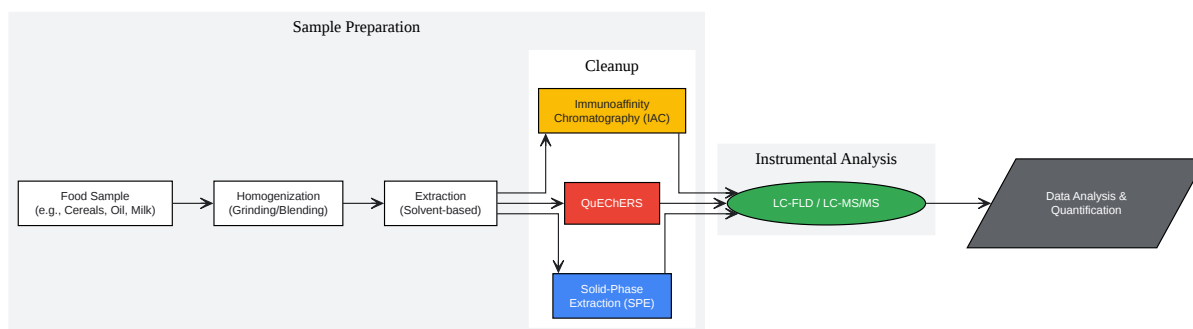 Sample Preparation
Cleanup
Immunoaffinity
Chromatography (IAC)
Instrumental Analysis
Food Sample
(e.g., Cereals, Oil, Milk)
Homogenization
(Grinding/Blending)
Extraction
(Solvent-based)
QuEChERS
LC-FLD / LC-MS/MS
Data Analysis &
Quantification
Solid-Phase
Extraction (SPE)